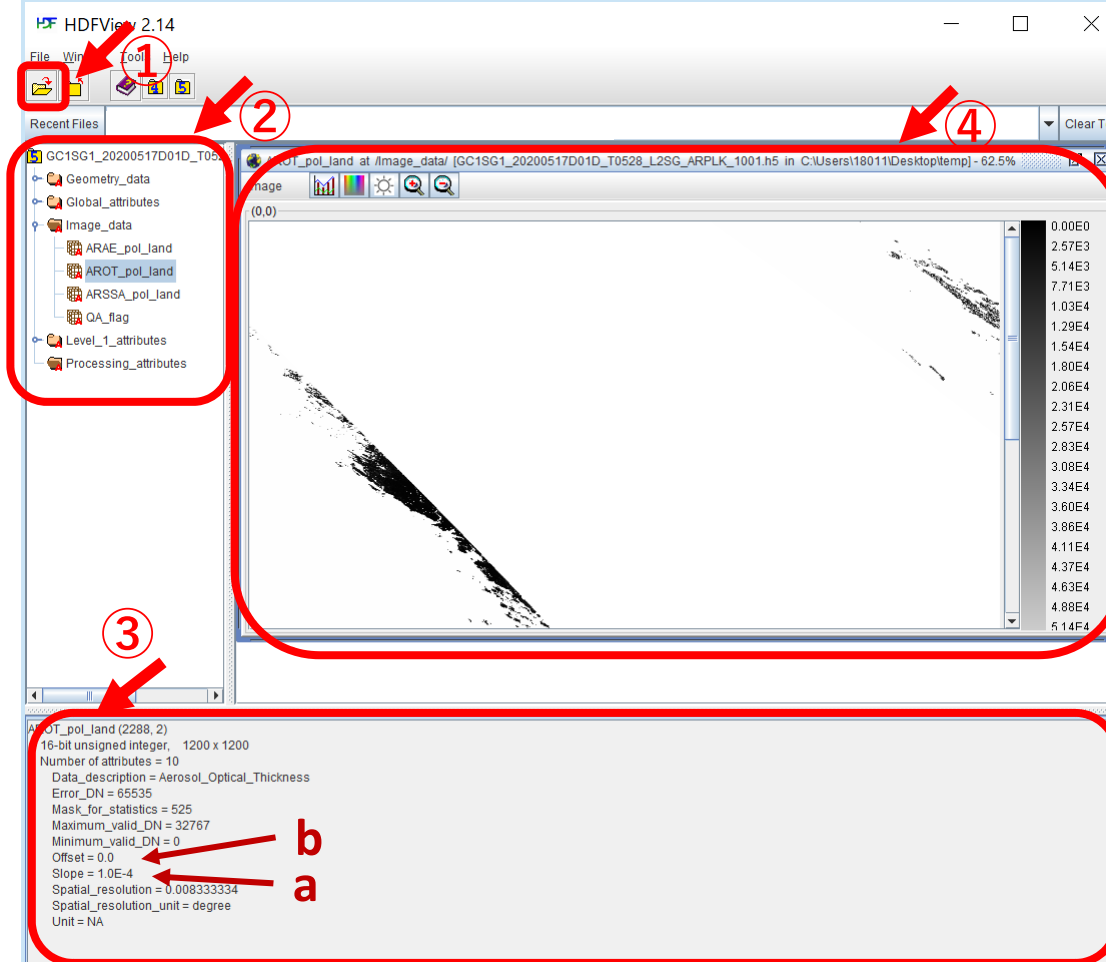 HDF HDFView 2.14
File Tools Help
①
4 5
②
Recent Files
④
Clear T
5 GC1SG1_20200517D01D_T052
Geometry_data
Global_attributes
Image_data
ARAE_pol_land
AROT_pol_land
ARSSA_pol_land
QA_flag
Level_1_attributes
Processing_attributes
AROT_pol_land at /Image_data/ [GC1SG1_20200517D01D_T0528_L2SG_ARPLK_1001.h5 in C:\Users\18011\Desktop\temp] - 62.5%
(0,0)
0.00E0
2.57E3
5.14E3
7.71E3
1.03E4
1.29E4
1.54E4
1.80E4
2.06E4
2.31E4
2.57E4
2.83E4
3.08E4
3.34E4
3.60E4
3.86E4
4.11E4
4.37E4
4.63E4
4.88E4
5.14E4
③
AROT_pol_land (2288, 2)
16-bit unsigned integer, 1200 x 1200
Number of attributes = 10
Data_description = Aerosol_Optical_Thickness
Error_DN = 65535
Mask_for_statistics = 525
Maximum_valid_DN = 32767
Minimum_valid_DN = 0
Offset = 0.0
b
Slope = 1.0E-4
a
Spatial_resolution = 0.008333334
Spatial_resolution_unit = degree
Unit = NA